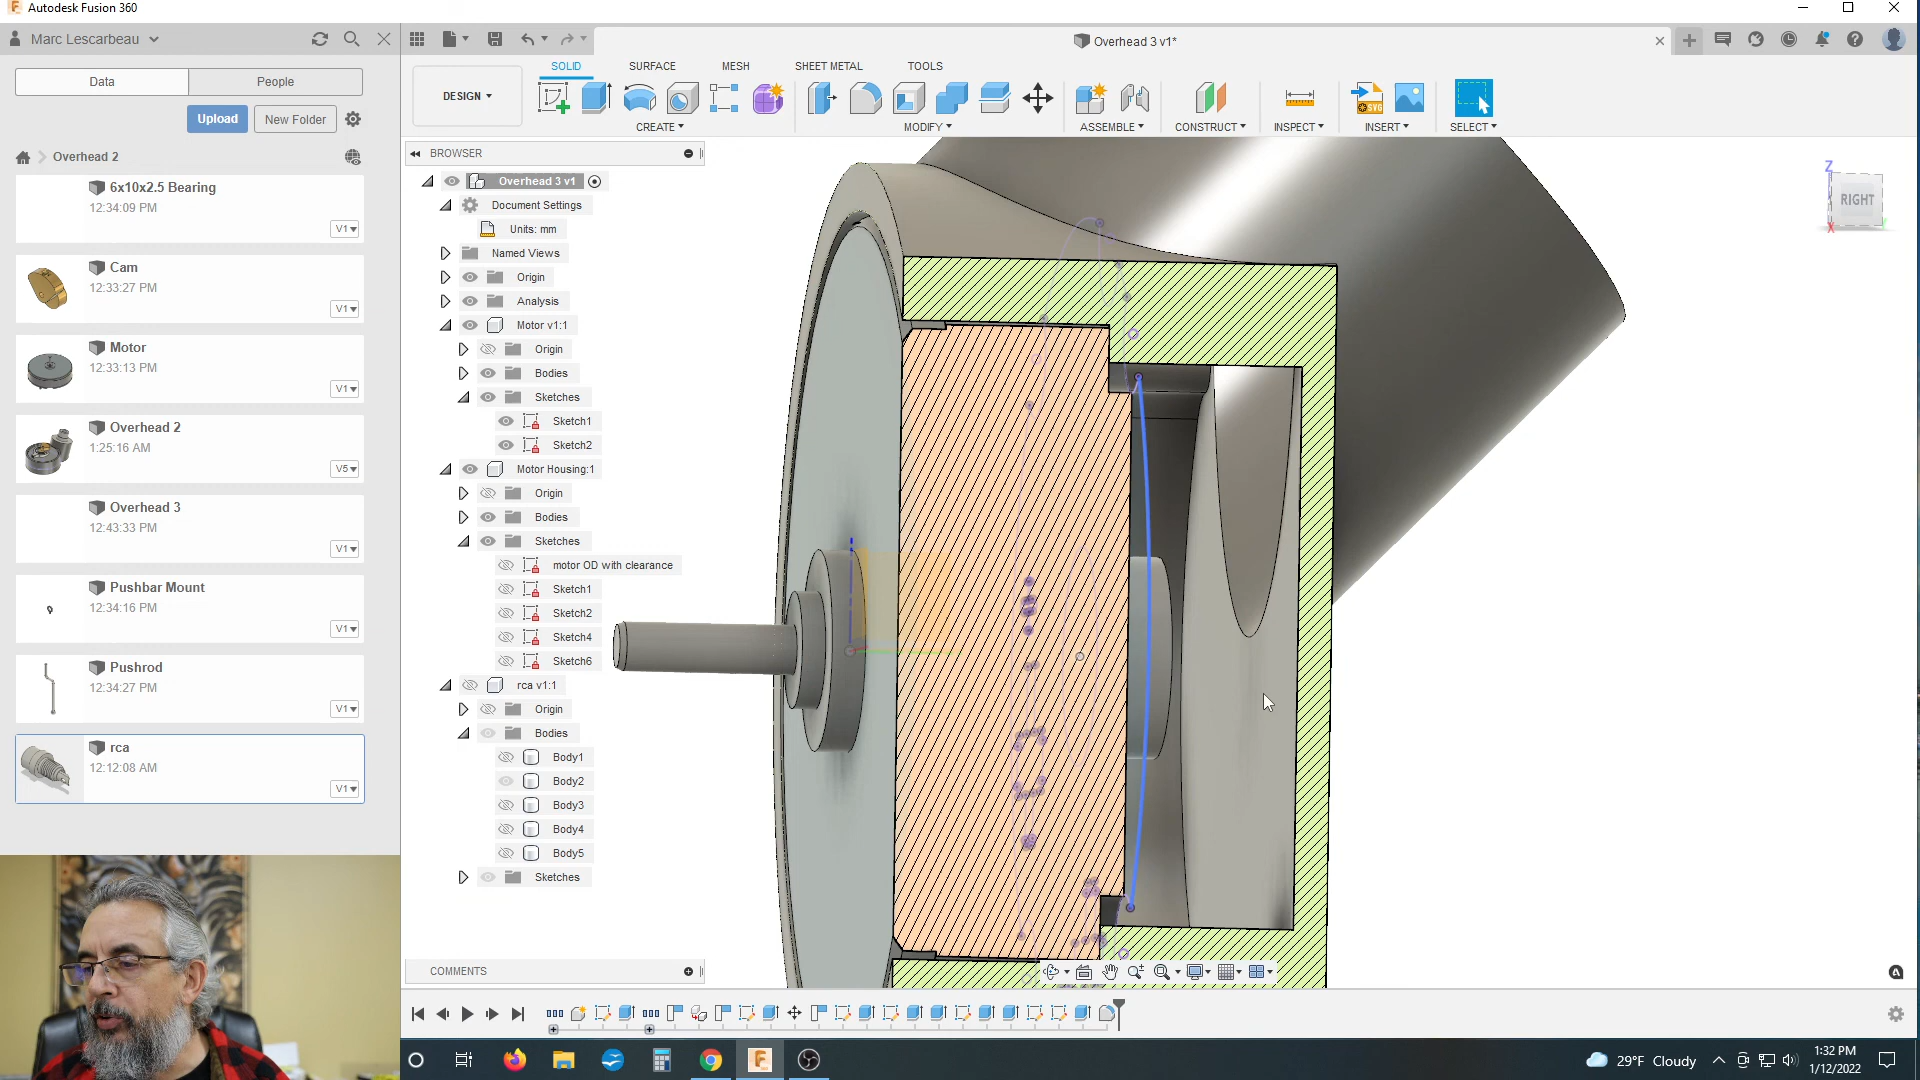 Autodesk Fusion 360
Marc Lescarbeau
Data
People
Upload
New Folder
Overhead 2
6x10x2.5 Bearing
12:34:09 PM
V1
Cam
12:33:27 PM
V1
Motor
12:33:13 PM
V1
Overhead 2
1:25:16 AM
V5
Overhead 3
12:43:33 PM
V1
Pushbar Mount
12:34:16 PM
V1
Pushrod
12:34:27 PM
V1
rca
12:12:08 AM
V1
Overhead 3 v1*
SOLID
SURFACE
MESH
SHEET METAL
TOOLS
DESIGN
CREATE
MODIFY
ASSEMBLE
CONSTRUCT
INSPECT
INSERT
SELECT
SVG
BROWSER
Overhead 3 v1
Document Settings
Units: mm
Named Views
Origin
Analysis
Motor v1:1
Origin
Bodies
Sketches
Sketch1
Sketch2
Motor Housing:1
Origin
Bodies
Sketches
motor OD with clearance
Sketch1
Sketch2
Sketch4
Sketch6
rca v1:1
Origin
Bodies
Body1
Body2
Body3
Body4
Body5
Sketches
COMMENTS
Z
RIGHT
X
29°F Cloudy
1:32 PM
1/12/2022